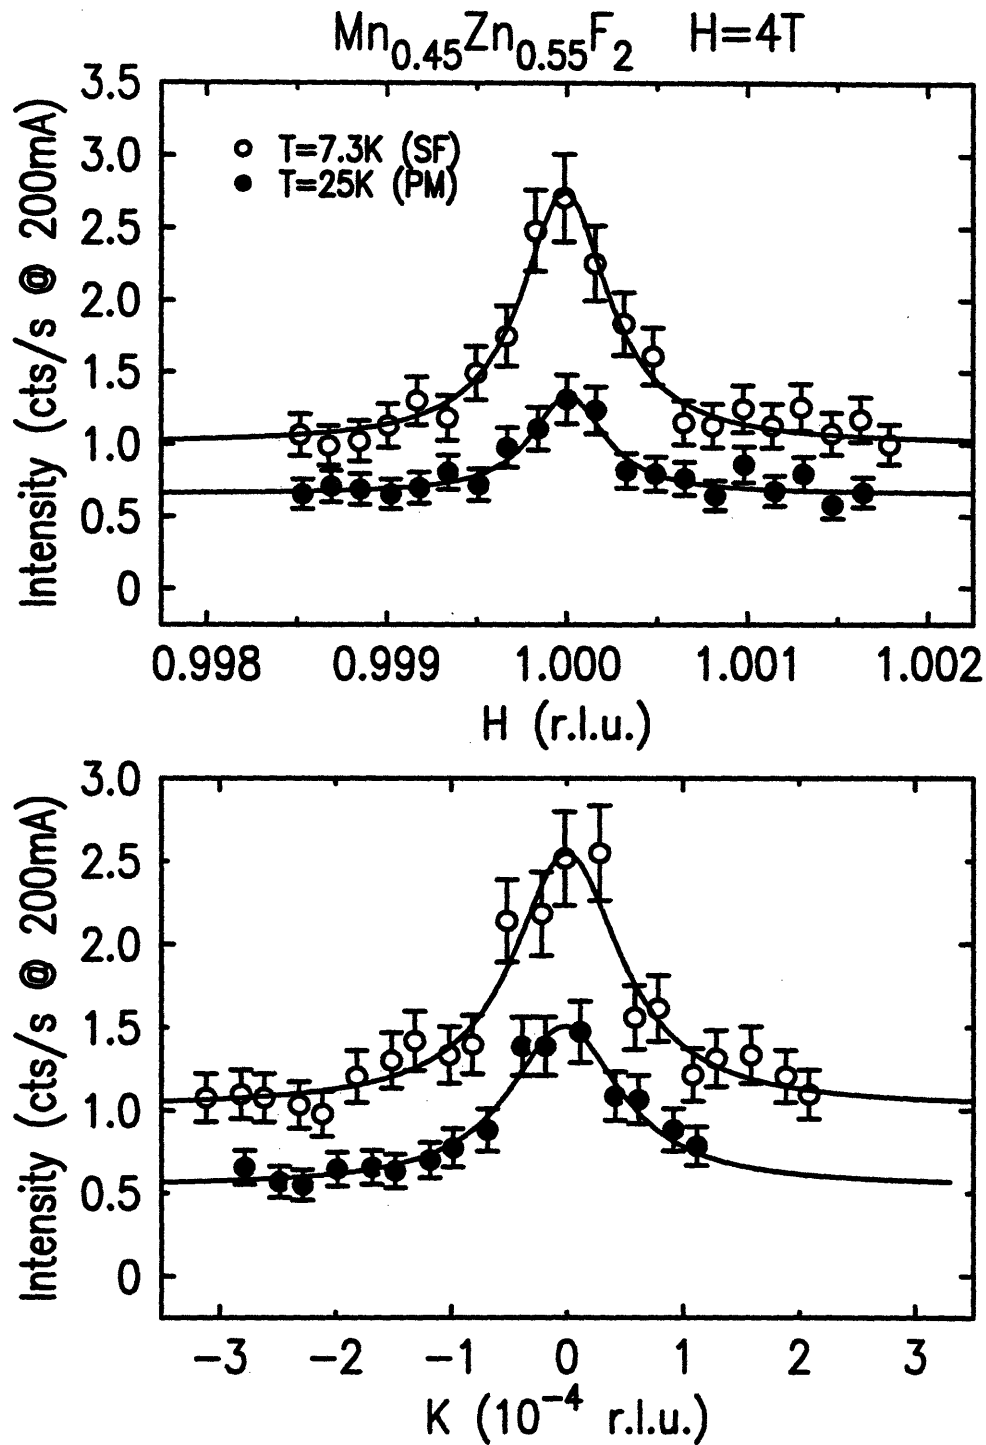 Mn0.45Zn0.55F2 H=4T
3.5
3.0
2.5
2.0
1.5
1.0
0.5
0
Intensity (cts/s @ 200mA)
T=7.3K (SF)
T=25K (PM)
0.998 0.999 1.000 1.001 1.002
H (r.l.u.)
3.0
2.5
2.0
1.5
1.0
0.5
0
Intensity (cts/s @ 200mA)
−3 −2 −1 0 1 2 3
K (10−4 r.l.u.)